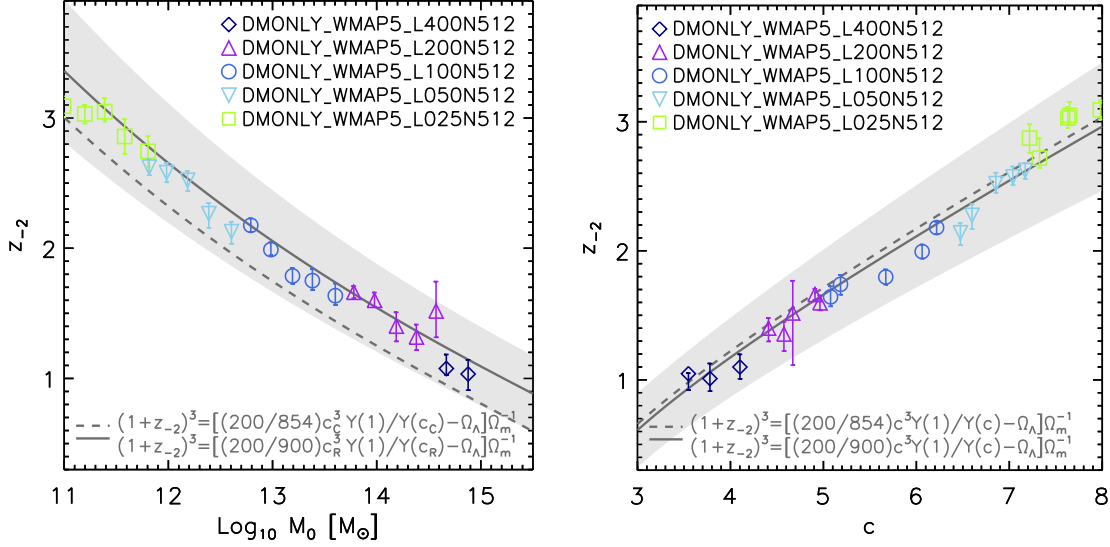 DMONLY_WMAP5_L400N512
DMONLY_WMAP5_L200N512
DMONLY_WMAP5_L100N512
DMONLY_WMAP5_L050N512
DMONLY_WMAP5_L025N512
3
2
1
z₋₂
(1+z₋₂)³=[(200/854)c_C³ Y(1)/Y(c_C)−Ω_Λ]Ω_m⁻¹
(1+z₋₂)³=[(200/900)c_R³ Y(1)/Y(c_R)−Ω_Λ]Ω_m⁻¹
11 12 13 14 15
Log₁₀ M₀ [M☉]
DMONLY_WMAP5_L400N512
DMONLY_WMAP5_L200N512
DMONLY_WMAP5_L100N512
DMONLY_WMAP5_L050N512
DMONLY_WMAP5_L025N512
3
2
1
z₋₂
(1+z₋₂)³=[(200/854)c³Y(1)/Y(c)−Ω_Λ]Ω_m⁻¹
(1+z₋₂)³=[(200/900)c³Y(1)/Y(c)−Ω_Λ]Ω_m⁻¹
3 4 5 6 7 8
c